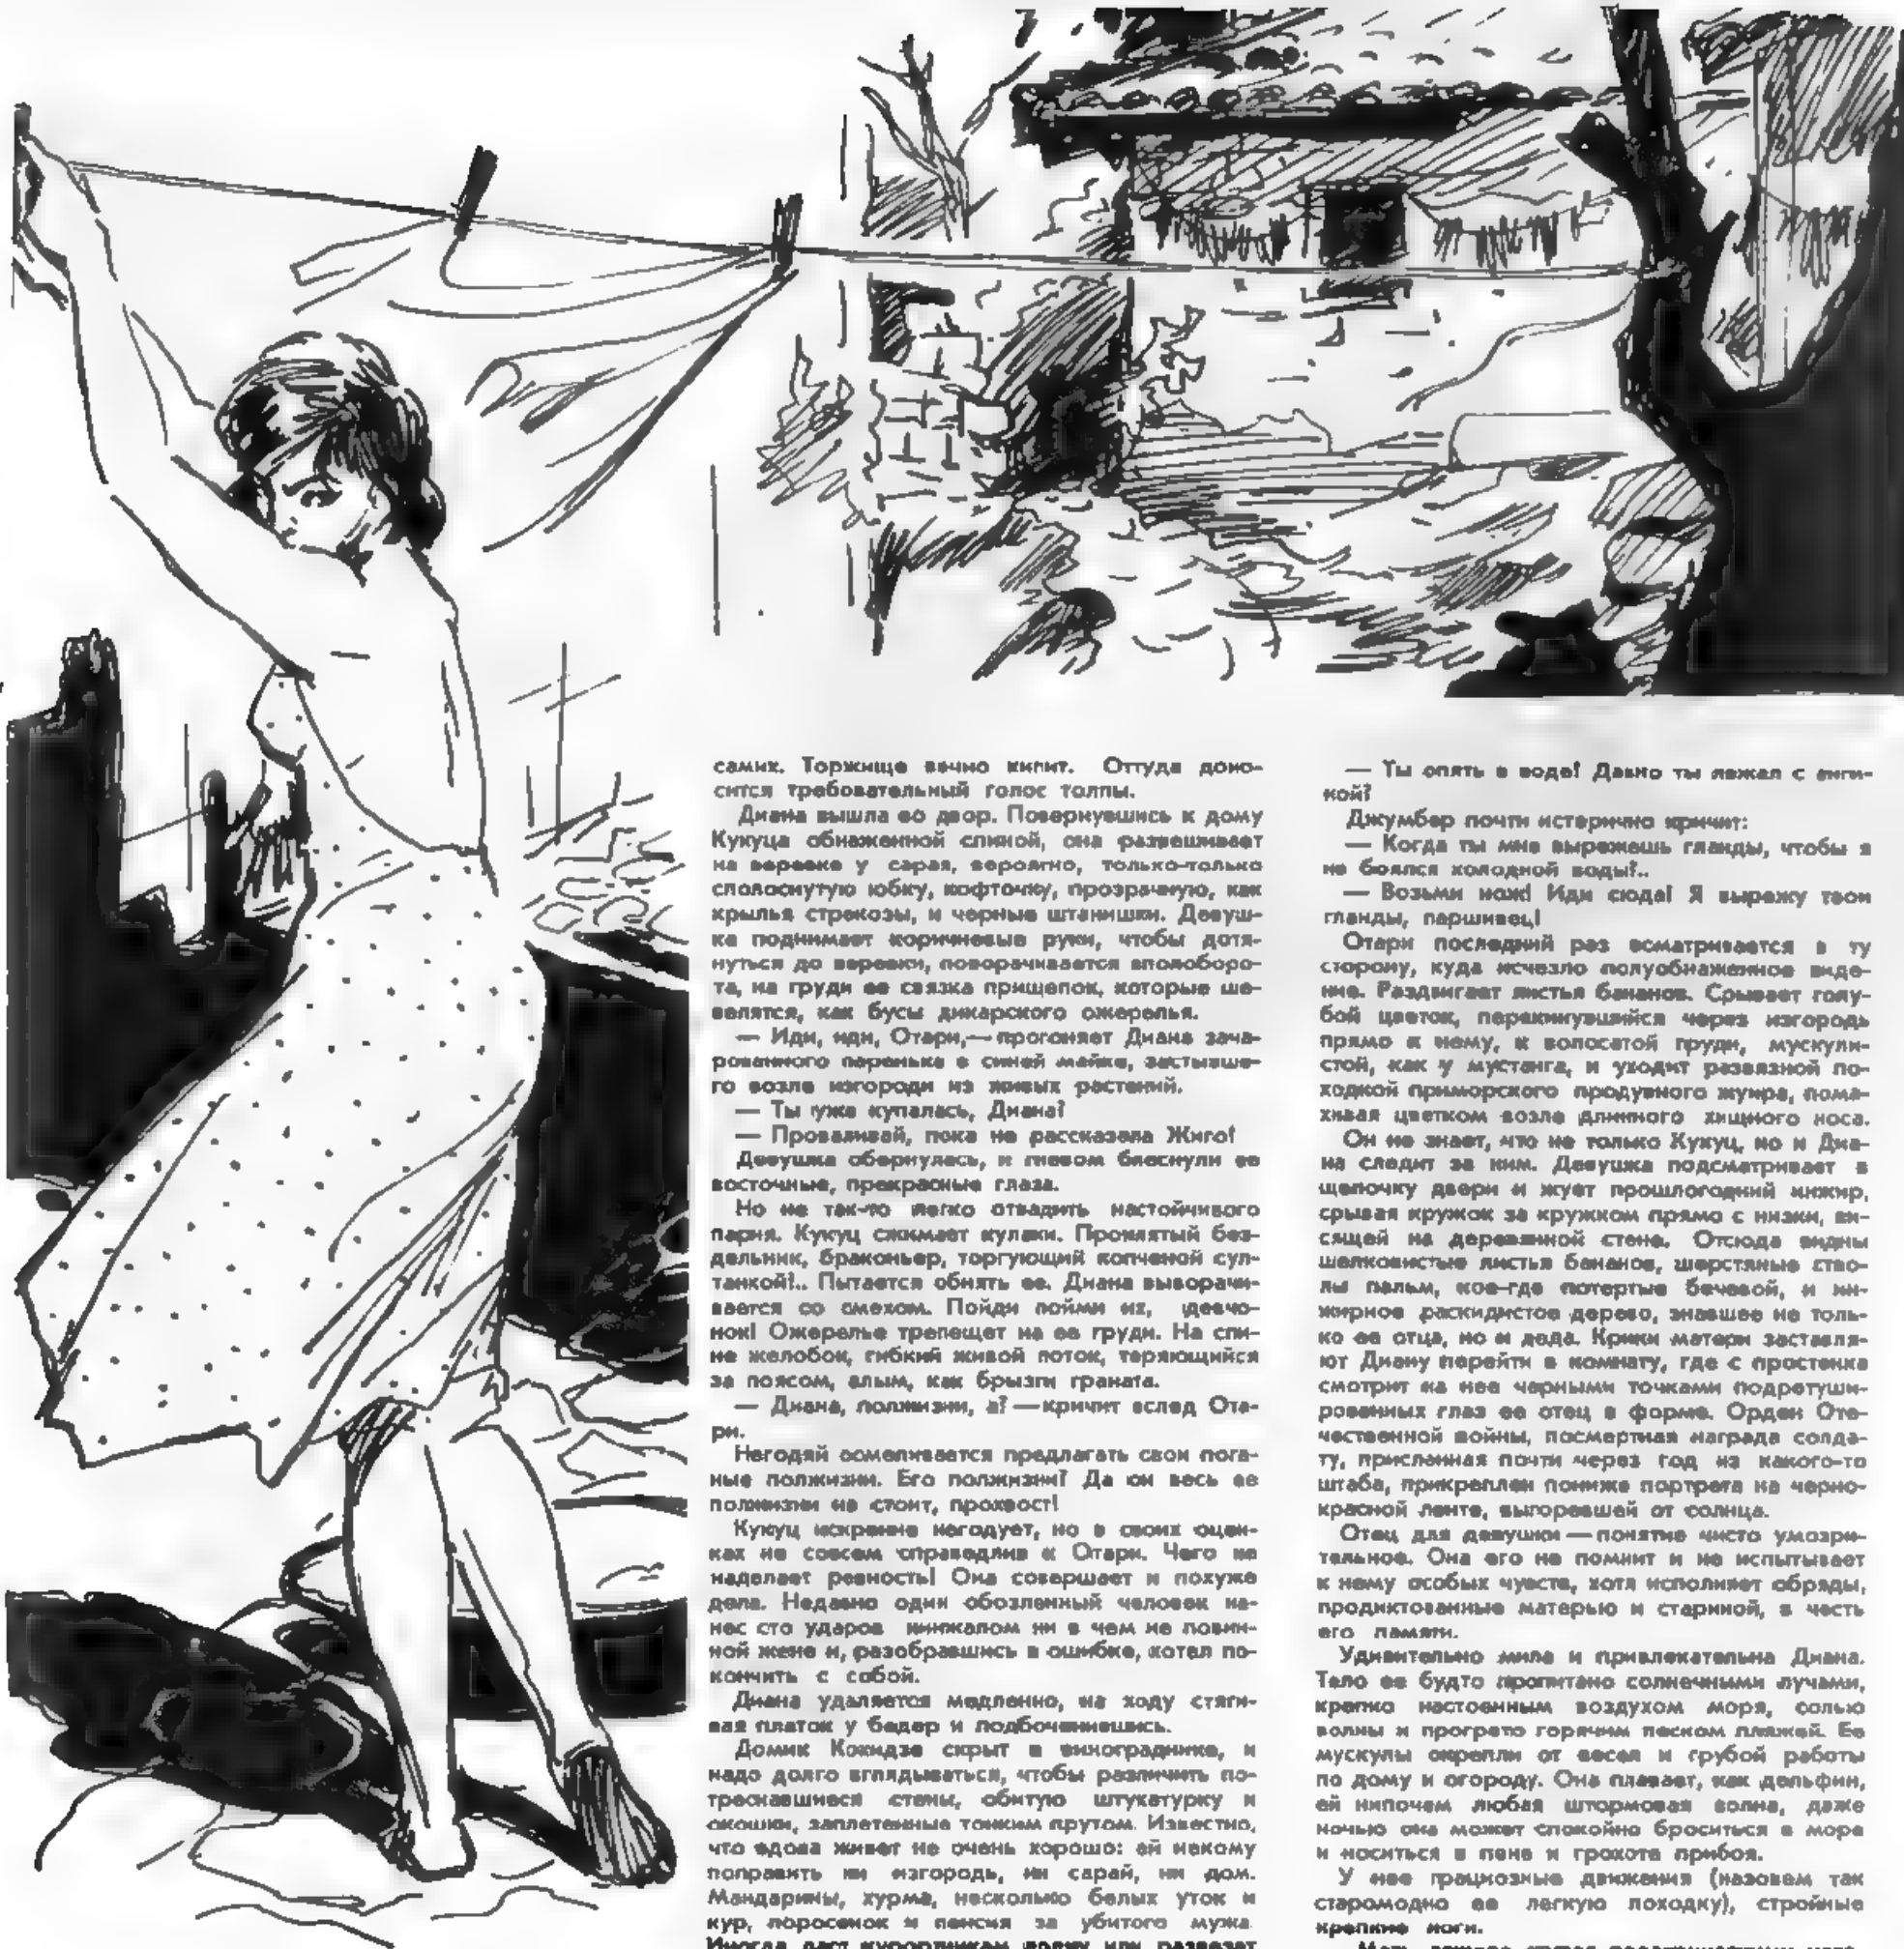 самих. Торжище вечно кипит. Оттуда доно-
сится требовательный голос толпы.
Диана вышла во двор. Повернувшись к дому
Кукуца обнаженной спиной, она развешивает
на веревке у сарая, вероятно, только-только
сполоснутую юбку, кофточку, прозрачную, как
крылья стрекозы, и черные штанишки. Девуш-
ка поднимает коричневые руки, чтобы дотя-
нуться до веревки, поворачивается вполоборо-
та, на груди ее связка прищепок, которые ше-
велятся, как бусы дикарского ожерелья.
— Иди, иди, Отари,— прогоняет Диана зача-
рованного паренька в синей майке, застывше-
го возле изгороди из живых растений.
— Ты уже купалась, Диана?
— Проваливай, пока не рассказала Жиго!
Девушка обернулась, и гневом блеснули ее
восточные, прекрасные глаза.
Но не так-то легко отвадить настойчивого
парня. Кукуц сжимает кулаки. Проклятый без-
дельник, браконьер, торгующий копченой сул-
танкой!.. Пытается обнять ее. Диана выворачи-
вается со смехом. Пойди пойми их, девчо-
нок! Ожерелье трепещет на ее груди. На спи-
не желобок, гибкий живой поток, теряющийся
за поясом, алым, как брызги граната.
— Диана, полжизни, а? — кричит вслед Ота-
ри.
Негодяй осмеливается предлагать свои пога-
ные полжизни. Его полжизни? Да он весь ее
полжизни не стоит, прохвост!
Кукуц искренне негодует, но в своих оцен-
ках не совсем справедлив к Отари. Чего не
наделает ревность! Она совершает и похуже
дела. Недавно один обозленный человек на-
нес сто ударов кинжалом ни в чем не повин-
ной жене и, разобравшись в ошибке, хотел по-
кончить с собой.
Диана удаляется медленно, на ходу стяги-
вая платок у бедер и подбоченившись.
Домик Кокидзе скрыт в винограднике, и
надо долго вглядываться, чтобы различить по-
трескавшиеся стены, обитую штукатурку и
окошки, заплетенные тонким прутом. Известно,
что вдова живет не очень хорошо: ей некому
поправить ни изгородь, ни сарай, ни дом.
Мандарины, хурма, несколько белых уток и
кур, поросенок и пенсия за убитого мужа.
Иногда даст курортникам время или развезет
— Ты опять в воде! Давно ты лежал с анги-
ной?
Джумбер почти истерично кричит:
— Когда ты мне вырежешь гланды, чтобы я
не боялся холодной воды?..
— Возьми нож! Иди сюда! Я вырежу твои
гланды, паршивец!
Отари последний раз всматривается в ту
сторону, куда исчезло полуобнаженное виде-
ние. Раздвигает листья бананов. Срывает голу-
бой цветок, перекинувшийся через изгородь
прямо к нему, к волосатой груди, мускули-
стой, как у мустанга, и уходит развязной по-
ходкой приморского продувного жуира, пома-
хивая цветком возле длинного хищного носа.
Он не знает, что не только Кукуц, но и Диа-
на следит за ним. Девушка подсматривает в
щелочку двери и жует прошлогодний инжир,
срывая кружок за кружком прямо с низки, ви-
сящей на деревянной стене. Отсюда видны
шелковистые листья бананов, шерстяные ство-
лы пальм, кое-где потертые бечевой, и ин-
жирное раскидистое дерево, знавшее не толь-
ко ее отца, но и деда. Крики матери заставля-
ют Диану перейти в комнату, где с простенка
смотрит на нее черными точками подретуши-
рованных глаз ее отец в форме. Орден Оте-
чественной войны, посмертная награда солда-
ту, присланная почти через год из какого-то
штаба, прикреплен пониже портрета на черно-
красной ленте, выгоревшей от солнца.
Отец для девушки — понятие чисто умозри-
тельное. Она его не помнит и не испытывает
к нему особых чувств, хотя исполняет обряды,
продиктованные матерью и стариной, в честь
его памяти.
Удивительно мила и привлекательна Диана.
Тело ее будто пропитано солнечными лучами,
крепко настоянным воздухом моря, солью
волны и прогрето горячим песком пляжей. Ее
мускулы окрепли от весел и грубой работы
по дому и огороду. Она плавает, как дельфин,
ей нипочем любая штормовая волна, даже
ночью она может спокойно броситься в море
и носиться в пене и грохоте прибоя.
У нее грациозные движения (назовем так
старомодно ее легкую походку), стройные
крепкие ноги.